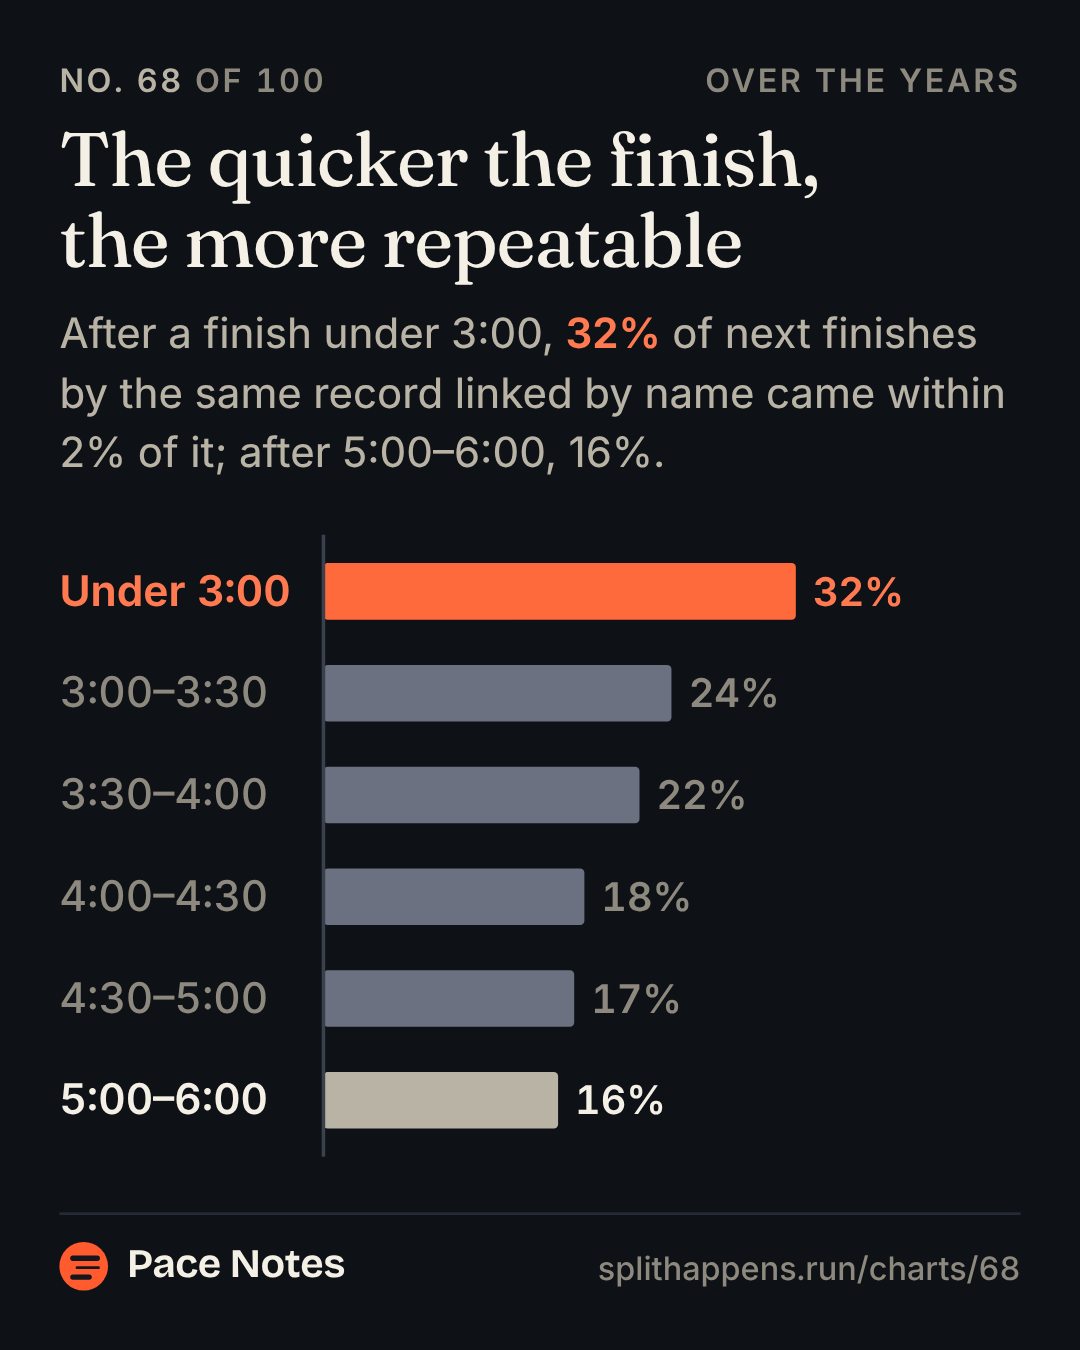 NO. 68 OF 100
OVER THE YEARS
The quicker the finish,
the more repeatable
After a finish under 3:00, 32% of next finishes
by the same record linked by name came within
2% of it; after 5:00–6:00, 16%.
Under 3:00 32%
3:00–3:30 24%
3:30–4:00 22%
4:00–4:30 18%
4:30–5:00 17%
5:00–6:00 16%
Pace Notes
splithappens.run/charts/68